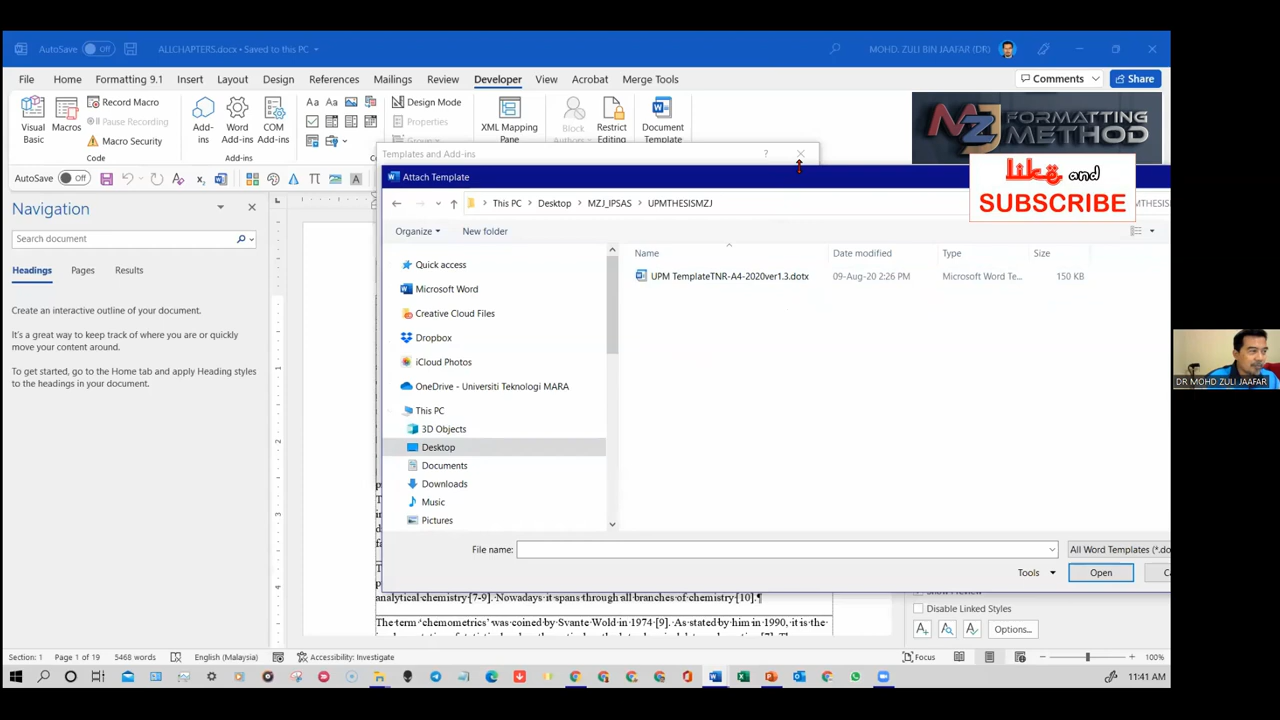 AutoSave Off ALLCHAPTERS.docx • Saved to this PC MOHD. ZULI BIN JAAFAR (DR)
File Home Formatting 9.1 Insert Layout Design References Mailings Review Developer View Acrobat Merge Tools Comments Share
Visual Basic
Macros
Record Macro
Pause Recording
Macro Security
Code
Add-ins
Word Add-ins
COM Add-ins
Add-ins
Design Mode
Properties
Group
XML Mapping Pane
Block Authors
Restrict Editing
Document Template
MZJ FORMATTING METHOD
like and
SUBSCRIBE
AutoSave Off
Navigation
Search document
Headings Pages Results
Create an interactive outline of your document.
It's a great way to keep track of where you are or quickly
move your content around.
To get started, go to the Home tab and apply Heading styles
to the headings in your document.
Templates and Add-ins ?
Attach Template
This PC > Desktop > MZJ_IPSAS > UPMTHESISMZJ
Organize New folder
Name Date modified Type Size
UPM TemplateTNR-A4-2020ver1.3.dotx 09-Aug-20 2:26 PM Microsoft Word Te... 150 KB
Quick access
Microsoft Word
Creative Cloud Files
Dropbox
iCloud Photos
OneDrive - Universiti Teknologi MARA
This PC
3D Objects
Desktop
Documents
Downloads
Music
Pictures
File name: All Word Templates (*.do
Tools Open
analytical chemistry [7-9]. Nowadays it spans through all branches of chemistry [10].¶
The term 'chemometrics' was coined by Svante Wold in 1974 [9]. As stated by him in 1990, it is the
Disable Linked Styles
Options...
DR MOHD ZULI JAAFAR
Section: 1 Page 1 of 19 5468 words English (Malaysia) Accessibility: Investigate Focus 100%
11:41 AM